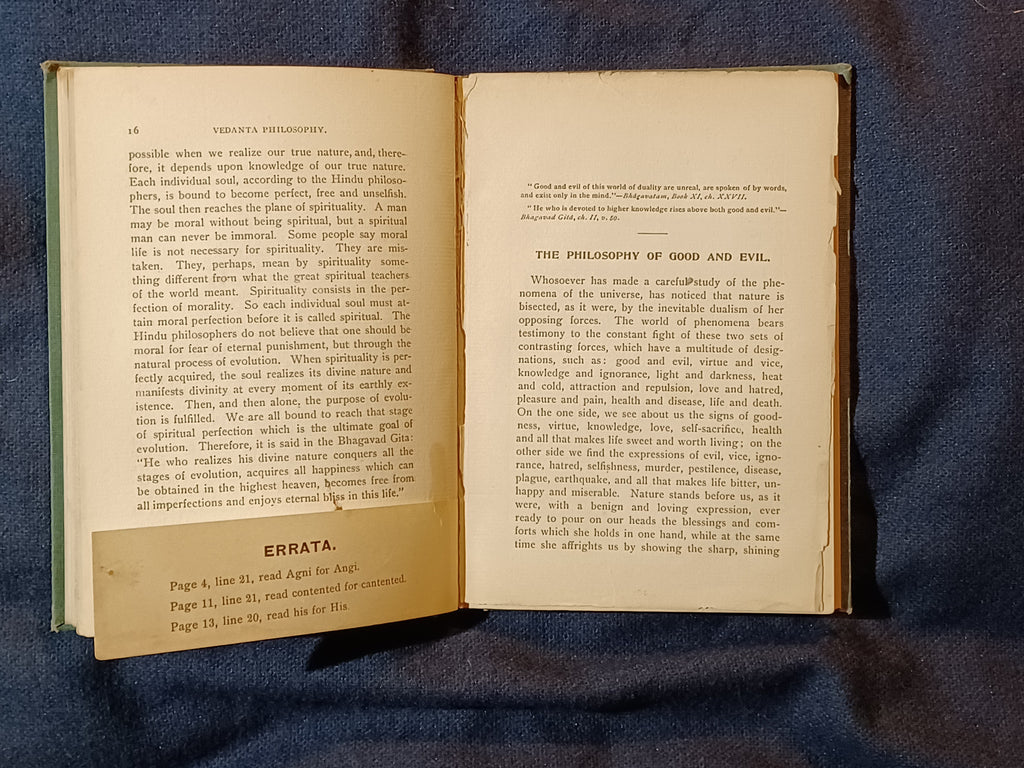 16 VEDANTA PHILOSOPHY.
possible when we realize our true nature, and, there-
fore, it depends upon knowledge of our true nature.
Each individual soul, according to the Hindu philoso-
phers, is bound to become perfect, free and unselfish.
The soul then reaches the plane of spirituality. A man
may be moral without being spiritual, but a spiritual
man can never be immoral. Some people say moral
life is not necessary for spirituality. They are mis-
taken. They, perhaps, mean by spirituality some-
thing different from what the great spiritual teachers
of the world meant. Spirituality consists in the per-
fection of morality. So each individual soul must at-
tain moral perfection before it is called spiritual. The
Hindu philosophers do not believe that one should be
moral for fear of eternal punishment, but through the
natural process of evolution. When spirituality is per-
fectly acquired, the soul realizes its divine nature and
manifests divinity at every moment of its earthly ex-
istence. Then, and then alone, the purpose of evolu-
tion is fulfilled. We are all bound to reach that stage
of spiritual perfection which is the ultimate goal of
evolution. Therefore, it is said in the Bhagavad Gita:
"He who realizes his divine nature conquers all the
stages of evolution, acquires all happiness which can
be obtained in the highest heaven, becomes free from
all imperfections and enjoys eternal bliss in this life."
ERRATA.
Page 4, line 21, read Agni for Angi.
Page 11, line 21, read contented for cantented.
Page 13, line 20, read his for His.
"Good and evil of this world of duality are unreal, are spoken of by words,
and exist only in the mind."—Bhâgavatam, Book XI, ch. XXVII.
"He who is devoted to higher knowledge rises above both good and evil."—
Bhagavad Gitâ, ch. II, v. 50.
THE PHILOSOPHY OF GOOD AND EVIL.
Whosoever has made a careful study of the phe-
nomena of the universe, has noticed that nature is
bisected, as it were, by the inevitable dualism of her
opposing forces. The world of phenomena bears
testimony to the constant fight of these two sets of
contrasting forces, which have a multitude of desig-
nations, such as: good and evil, virtue and vice,
knowledge and ignorance, light and darkness, heat
and cold, attraction and repulsion, love and hatred,
pleasure and pain, health and disease, life and death.
On the one side, we see about us the signs of good-
ness, virtue, knowledge, love, self-sacrifice, health
and all that makes life sweet and worth living; on the
other side we find the expressions of evil, vice, igno-
rance, hatred, selfishness, murder, pestilence, disease,
plague, earthquake, and all that makes life bitter, un-
happy and miserable. Nature stands before us, as it
were, with a benign and loving expression, ever
ready to pour on our heads the blessings and com-
forts which she holds in one hand, while at the same
time she affrights us by showing the sharp, shining